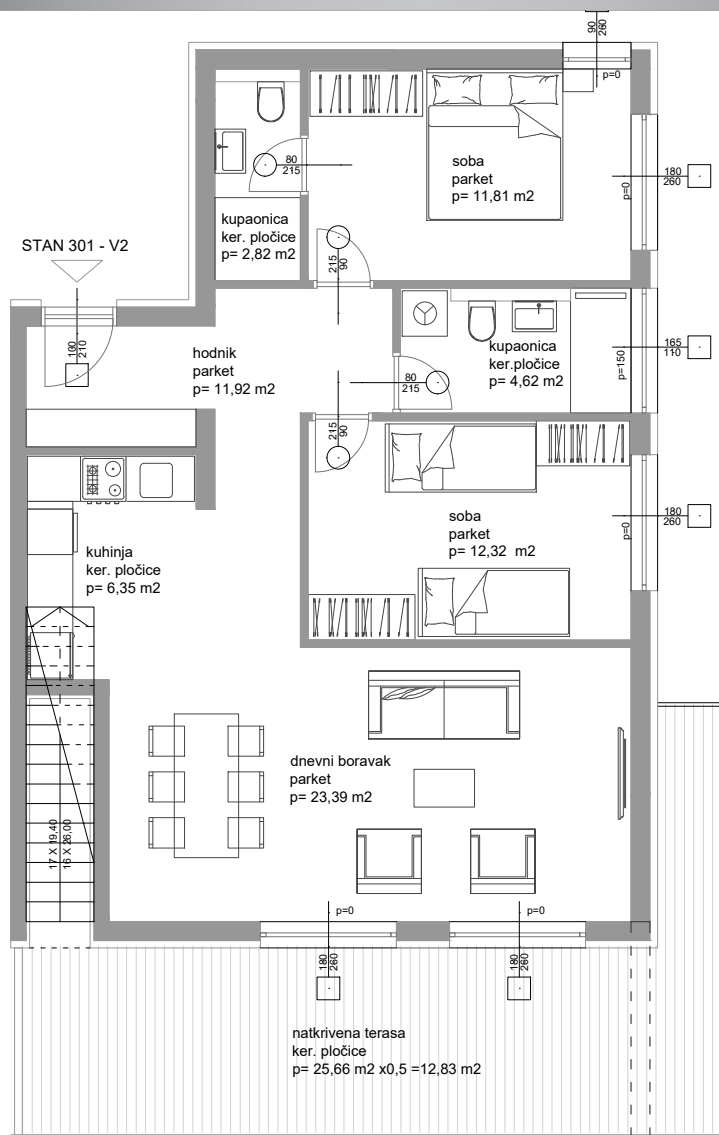 90
260
p=0
soba
parket
p= 11,81 m2
180
260
p=0
80
215
kupaonica
ker. pločice
p= 2,82 m2
STAN 301 - V2
215
90
100
210
hodnik
parket
p= 11,92 m2
kupaonica
ker.pločice
p= 4,62 m2
165
110
p=150
80
215
215
90
soba
parket
p= 12,32 m2
180
260
p=0
kuhinja
ker. pločice
p= 6,35 m2
dnevni boravak
parket
p= 23,39 m2
17 X 19,40
16 X 26,00
p=0
p=0
180
260
180
260
natkrivena terasa
ker. pločice
p= 25,66 m2 x0,5 =12,83 m2